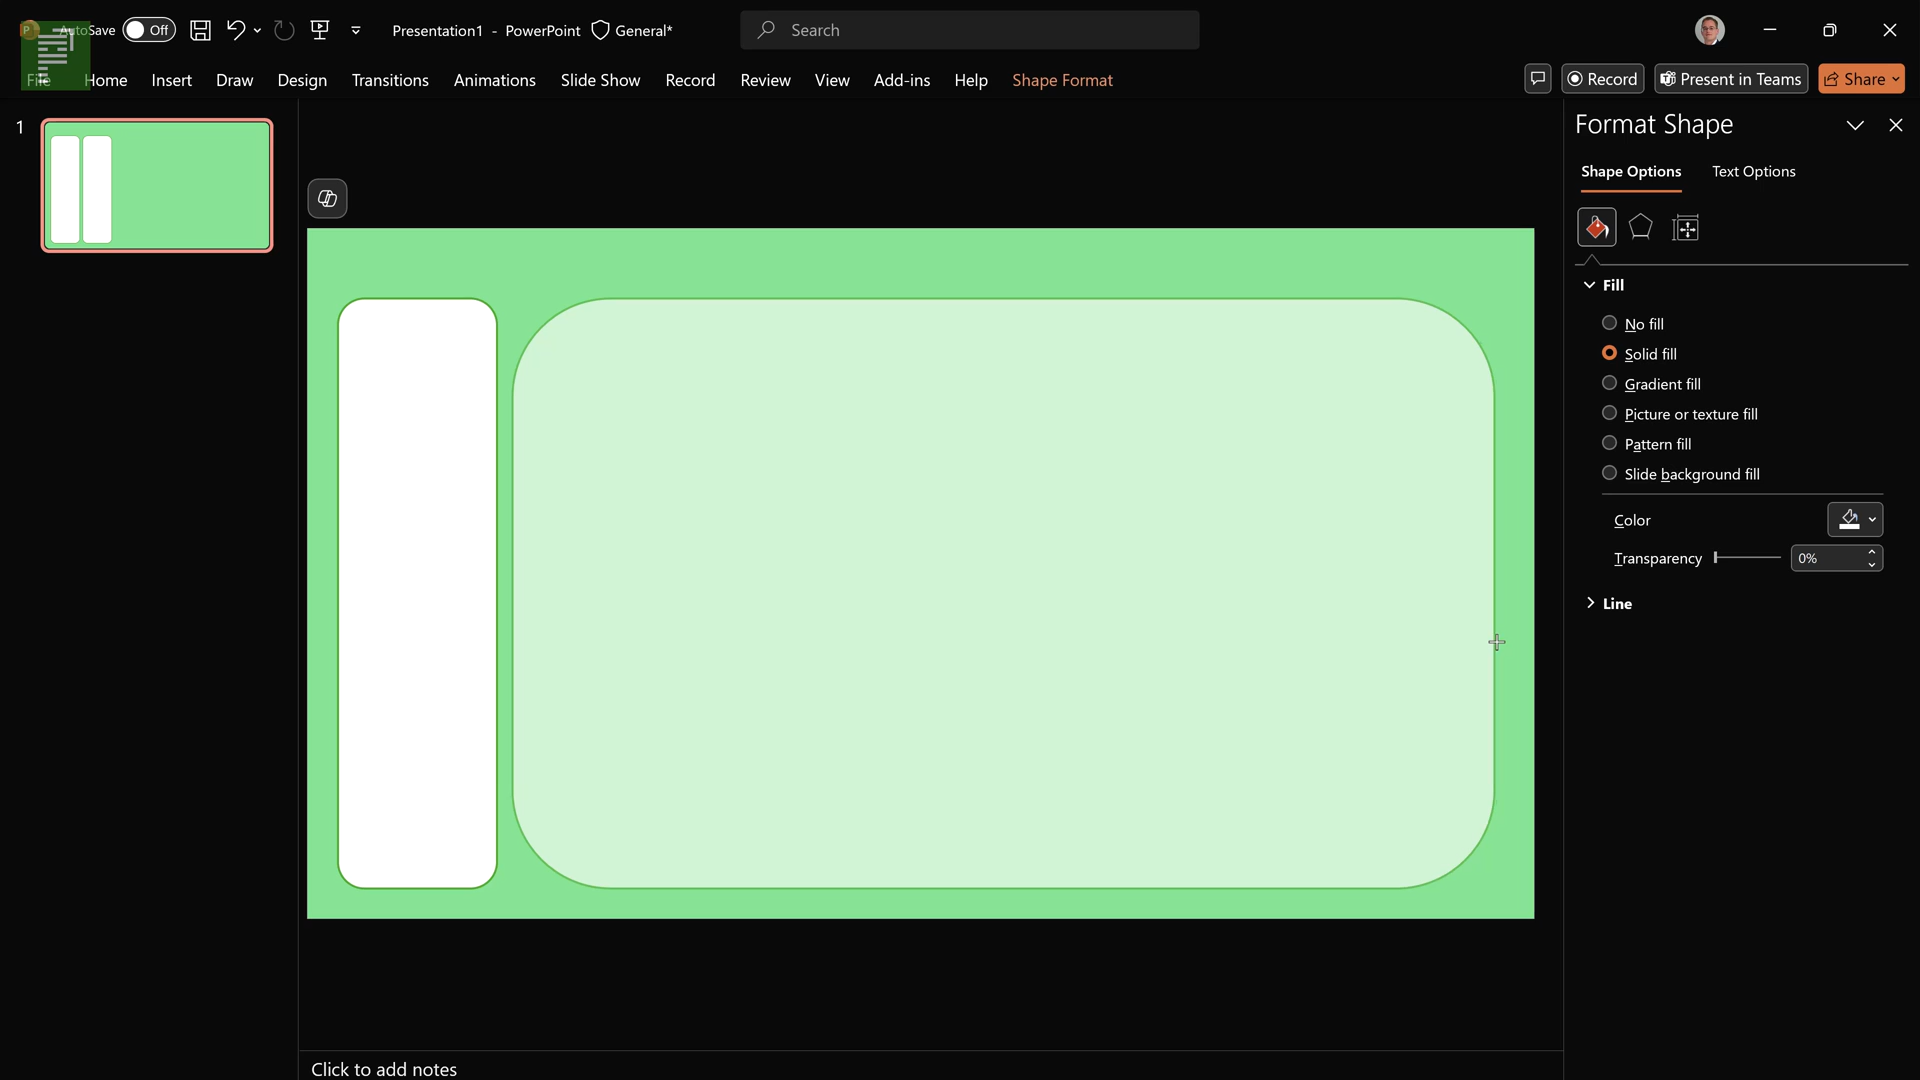 AutoSave Off Presentation1 - PowerPoint General* Search
File Home Insert Draw Design Transitions Animations Slide Show Record Review View Add-ins Help Shape Format Record Present in Teams Share
1
Format Shape
Shape Options Text Options
Fill
No fill
Solid fill
Gradient fill
Picture or texture fill
Pattern fill
Slide background fill
Color
Transparency 0%
Line
Click to add notes